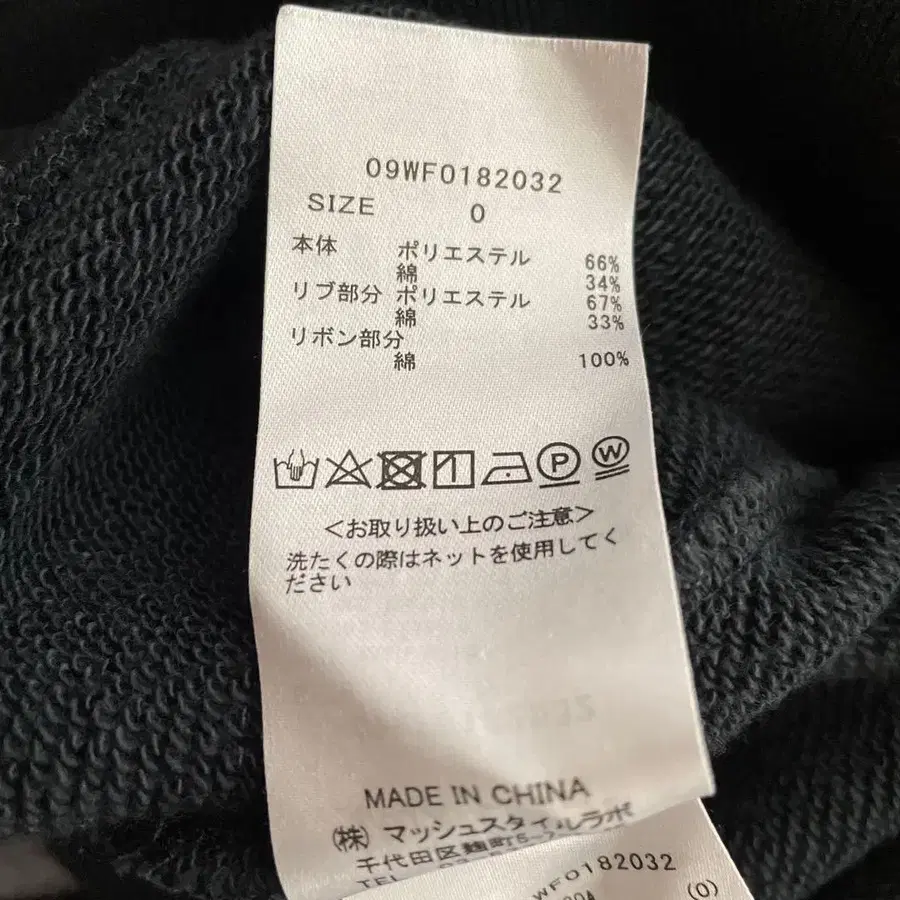 09WF0182032
SIZE 0
本体 ポリエステル 66%
綿 34%
リブ部分 ポリエステル 67%
綿 33%
リボン部分
綿 100%
P W
<お取り扱い上のご注意>
洗たくの際はネットを使用してく
ださい
MADE IN CHINA
(株) マッシュスタイルラボ
千代田区麹町5-7
WF0182032
(0)